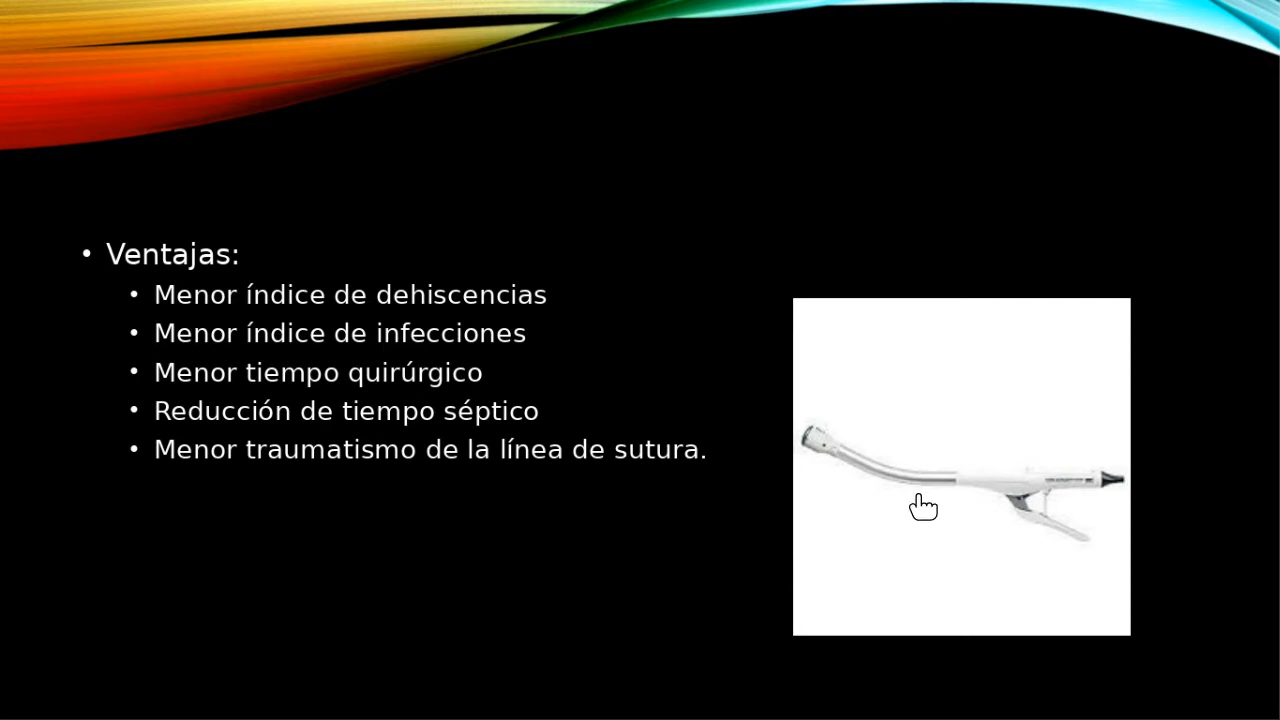 • Ventajas:
• Menor índice de dehiscencias
• Menor índice de infecciones
• Menor tiempo quirúrgico
• Reducción de tiempo séptico
• Menor traumatismo de la línea de sutura.